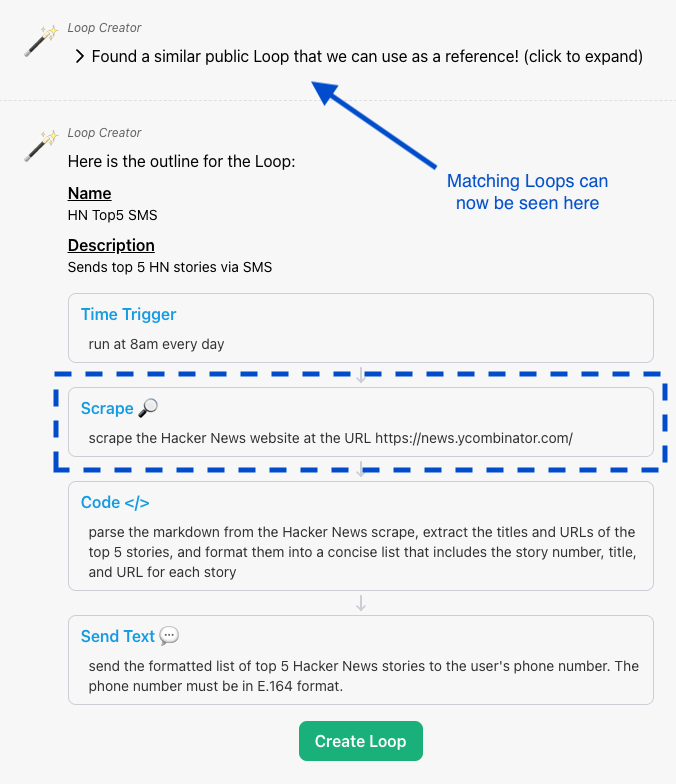 Loop Creator
Found a similar public Loop that we can use as a reference! (click to expand)
Matching Loops can
now be seen here
Loop Creator
Here is the outline for the Loop:
Name
HN Top5 SMS
Description
Sends top 5 HN stories via SMS
Time Trigger
run at 8am every day
Scrape 🔎
scrape the Hacker News website at the URL https://news.ycombinator.com/
Code </>
parse the markdown from the Hacker News scrape, extract the titles and URLs of the
top 5 stories, and format them into a concise list that includes the story number, title,
and URL for each story
Send Text 💬
send the formatted list of top 5 Hacker News stories to the user's phone number. The
phone number must be in E.164 format.
Create Loop